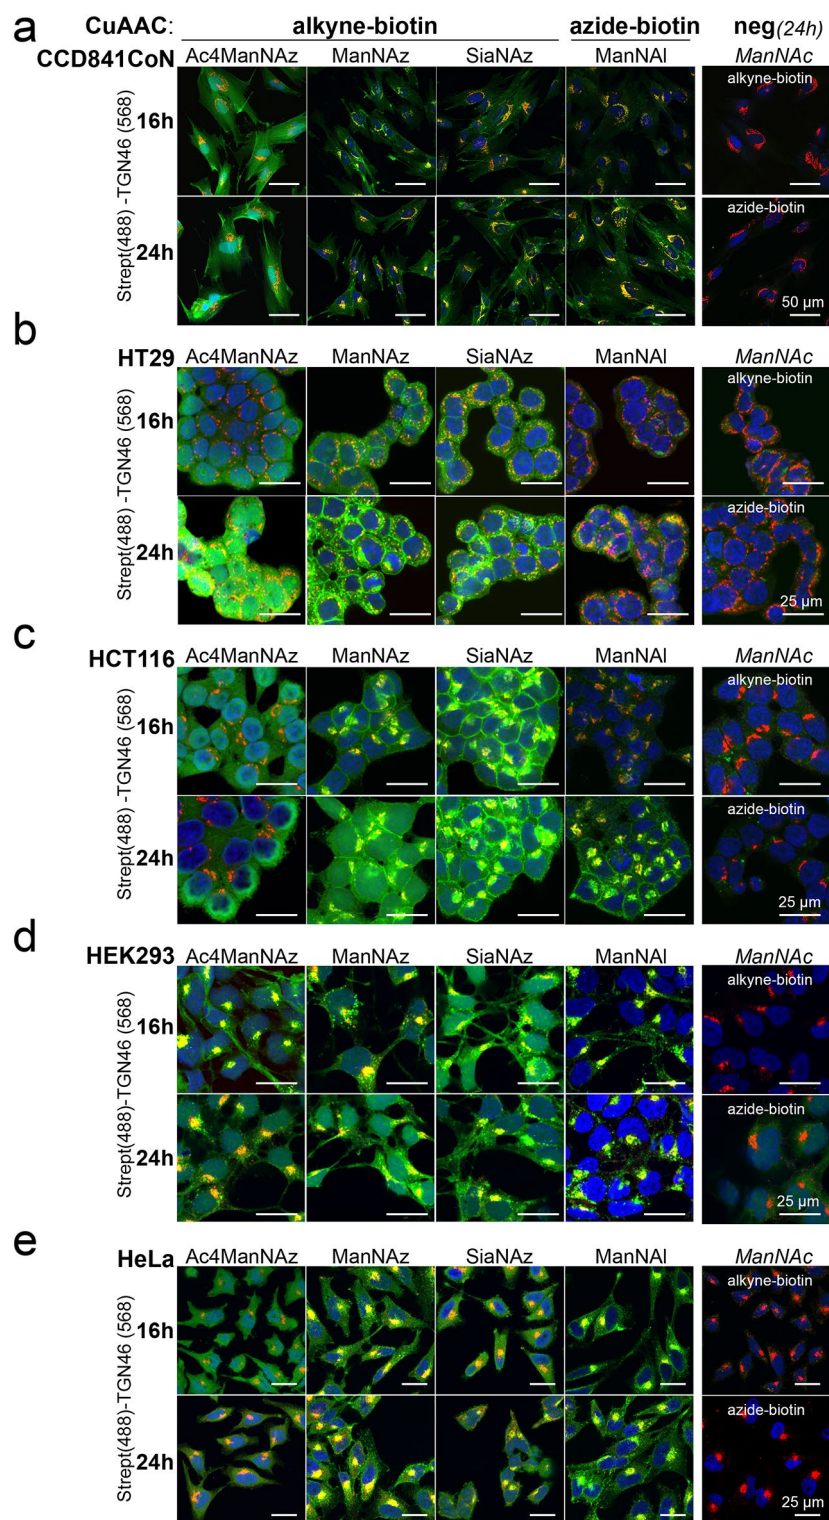 a
CuAAC: alkyne-biotin azide-biotin neg(24h)
CCD841CoN Ac4ManNAz ManNAz SiaNAz ManNAl ManNAc
Strept(488) -TGN46 (568)
16h
alkyne-biotin
24h
azide-biotin
50 µm
b
HT29 Ac4ManNAz ManNAz SiaNAz ManNAl ManNAc
Strept(488) -TGN46 (568)
16h
alkyne-biotin
24h
azide-biotin
25 µm
c
HCT116 Ac4ManNAz ManNAz SiaNAz ManNAl ManNAc
Strept(488) -TGN46 (568)
16h
alkyne-biotin
24h
azide-biotin
25 µm
d
HEK293 Ac4ManNAz ManNAz SiaNAz ManNAl ManNAc
Strept(488)-TGN46 (568)
16h
alkyne-biotin
24h
azide-biotin
25 µm
e
HeLa Ac4ManNAz ManNAz SiaNAz ManNAl ManNAc
Strept(488)-TGN46 (568)
16h
alkyne-biotin
24h
azide-biotin
25 µm